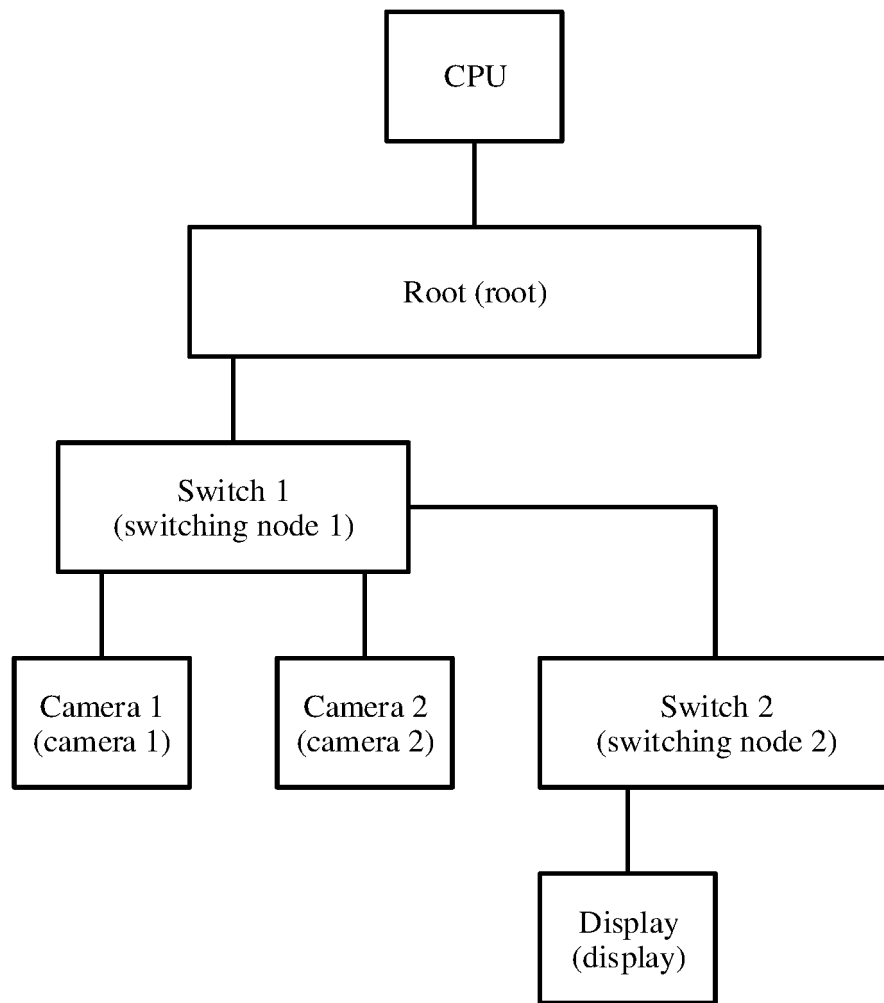 CPU
Root (root)
Switch 1
(switching node 1)
Camera 1
(camera 1)
Camera 2
(camera 2)
Switch 2
(switching node 2)
Display
(display)